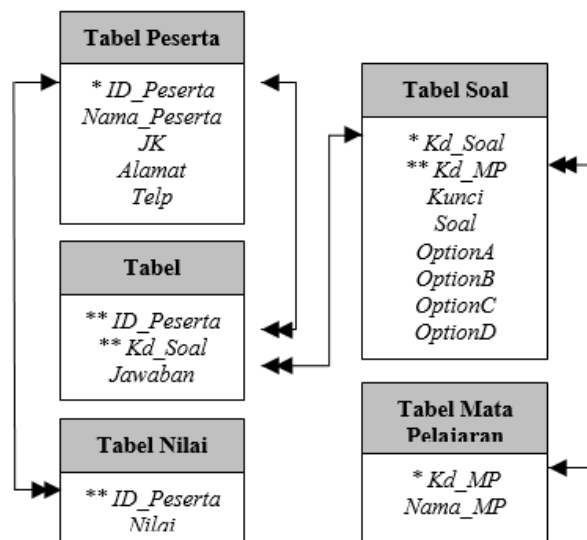 Tabel Peserta
* ID_Peserta
Nama_Peserta
JK
Alamat
Telp
Tabel
** ID_Peserta
** Kd_Soal
Jawaban
Tabel Nilai
** ID_Peserta
Nilai
Tabel Soal
* Kd_Soal
** Kd_MP
Kunci
Soal
OptionA
OptionB
OptionC
OptionD
Tabel Mata
Pelajaran
* Kd_MP
Nama_MP